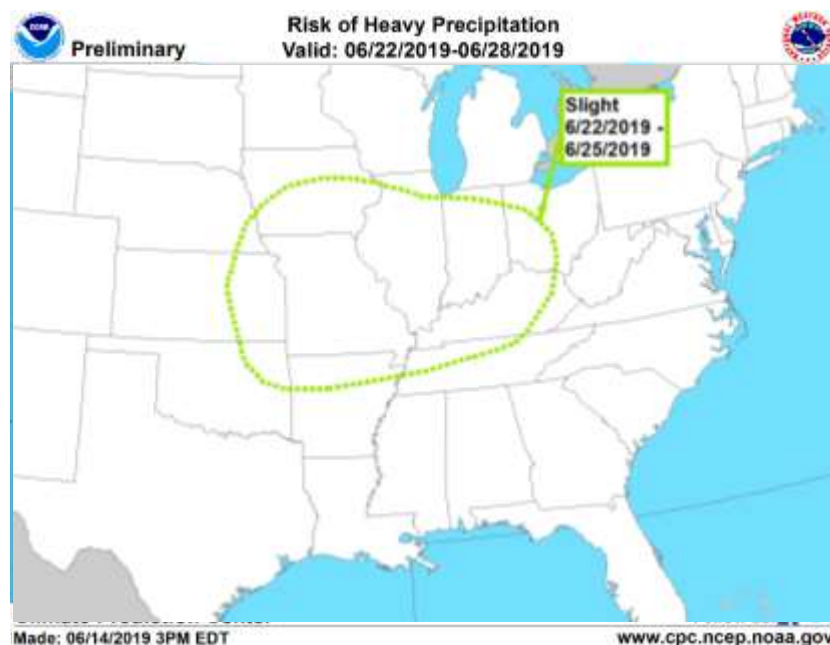 Preliminary
Risk of Heavy Precipitation
Valid: 06/22/2019-06/28/2019
Slight
6/22/2019 -
6/25/2019
Made: 06/14/2019 3PM EDT
www.cpc.ncep.noaa.gov